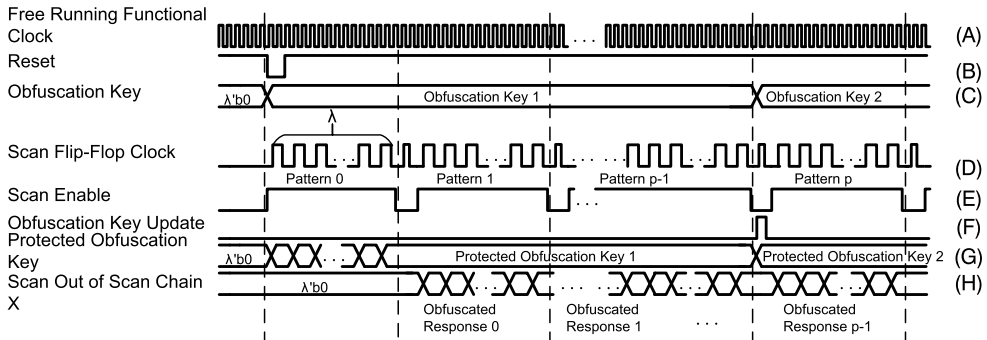 Free Running Functional
Clock
. . .
(A)
Reset
(B)
Obfuscation Key
λ'b0
Obfuscation Key 1
Obfuscation Key 2
(C)
λ
Scan Flip-Flop Clock
(D)
Pattern 0
Pattern 1
Pattern p-1
Pattern p
Scan Enable
. . .
(E)
Obfuscation Key Update
(F)
Protected Obfuscation
Key
λ'b0
Protected Obfuscation Key 1
Protected Obfuscation Key 2
(G)
Scan Out of Scan Chain
X
λ'b0
(H)
Obfuscated
Response 0
Obfuscated
Response 1
. . .
Obfuscated
Response p-1